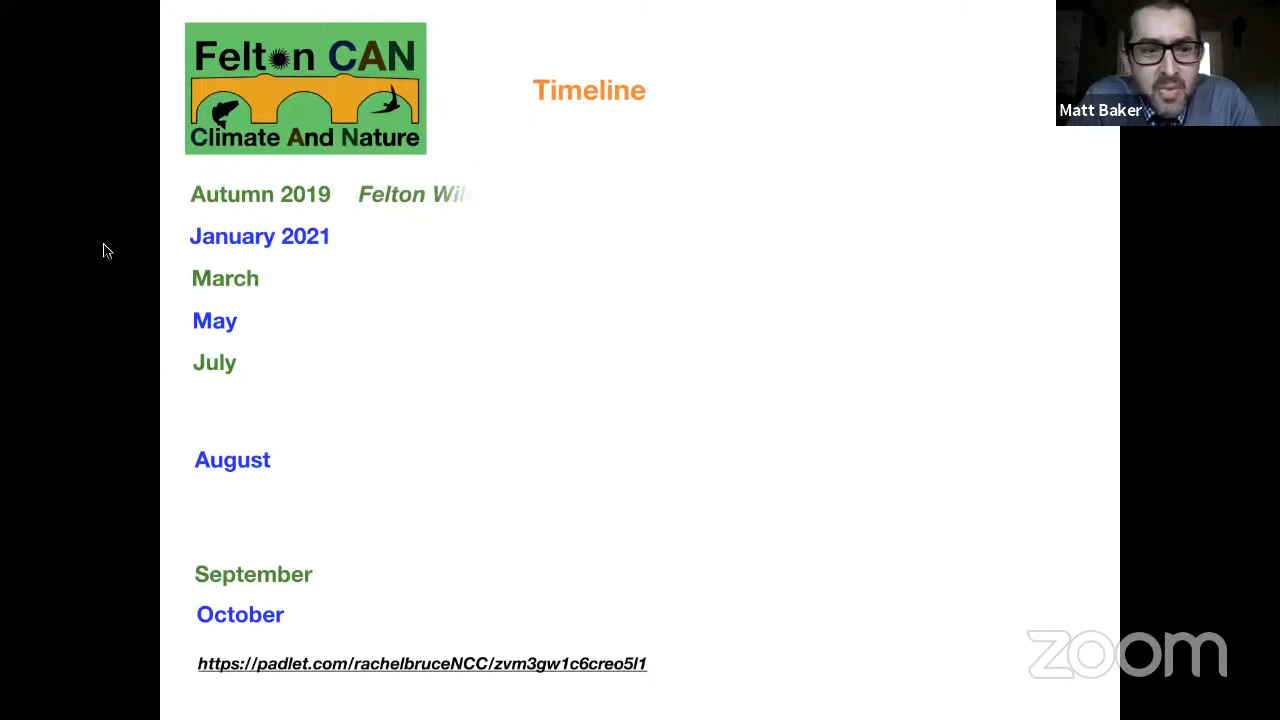 Felton CAN
Climate And Nature
Timeline
Matt Baker
Autumn 2019 Felton
January 2021
March
May
July
August
September
October
https://padlet.com/rachelbruceNCC/zvm3gw1c6creo5l1
zoom